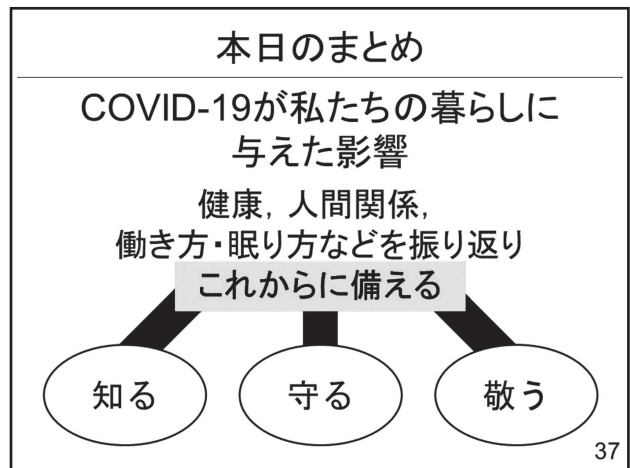 本日のまとめ
COVID-19が私たちの暮らしに
与えた影響
健康，人間関係，
働き方・眠り方などを振り返り
これからに備える
知る
守る
敬う
37